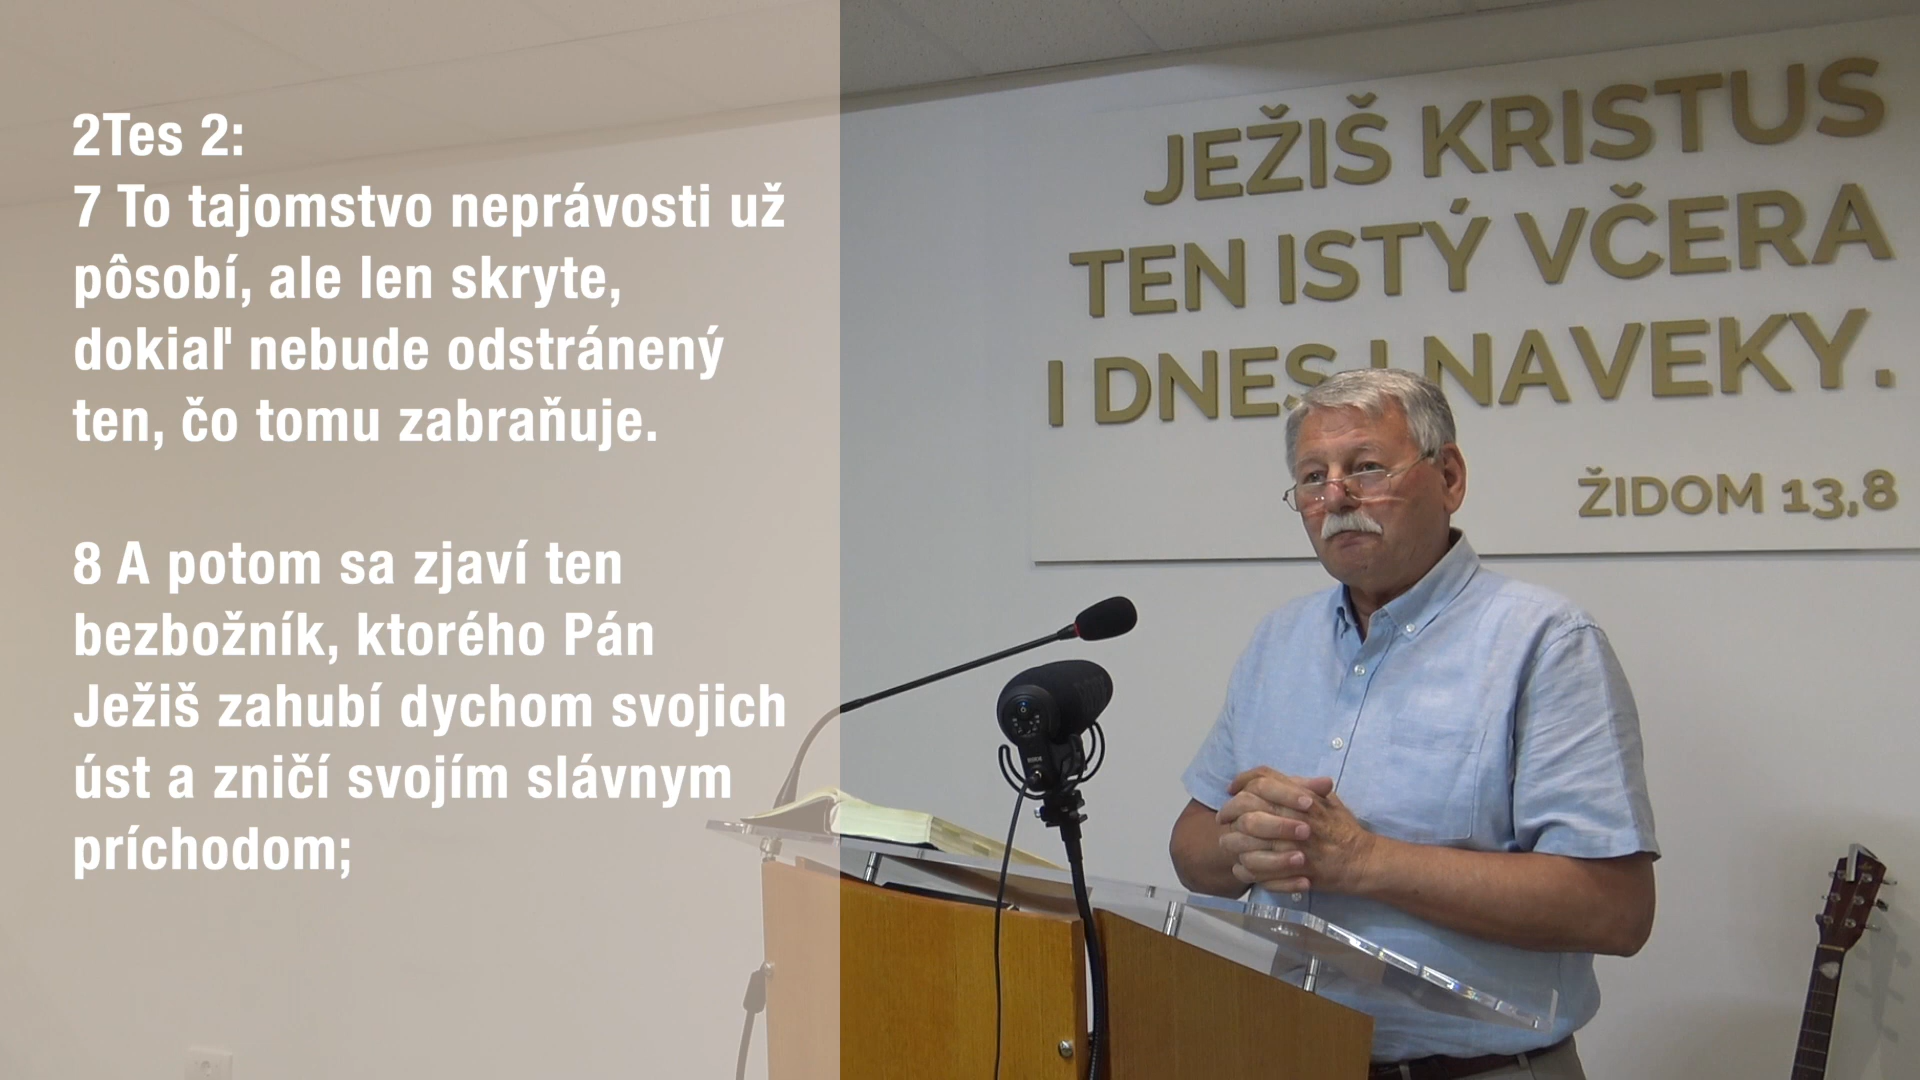 2Tes 2:
7 To tajomstvo neprávosti už
pôsobí, ale len skryte,
dokiaľ nebude odstránený
ten, čo tomu zabraňuje.
8 A potom sa zjaví ten
bezbožník, ktorého Pán
Ježiš zahubí dychom svojich
úst a zničí svojím slávnym
príchodom;
JEŽIŠ KRISTUS
TEN ISTÝ VČERA
I DNES I NAVEKY.
ŽIDOM 13,8